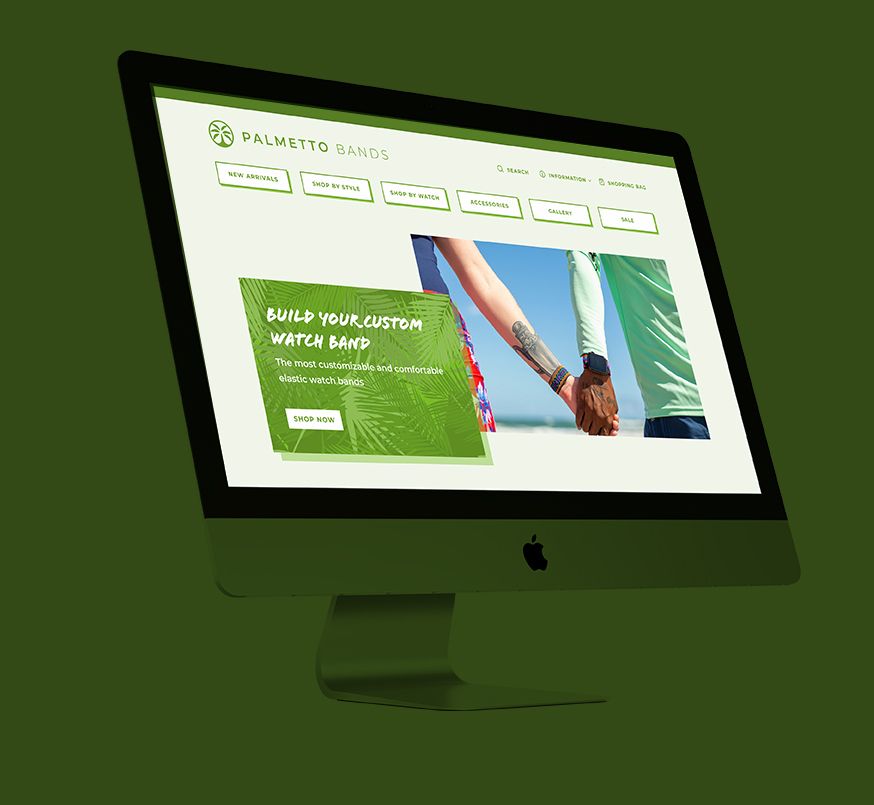 PALMETTO BANDS
SEARCH
INFORMATION
SHOPPING BAG
NEW ARRIVALS
SHOP BY STYLE
SHOP BY WATCH
ACCESSORIES
GALLERY
SALE
BUILD YOUR CUSTOM
WATCH BAND
The most customizable and comfortable
elastic watch bands
SHOP NOW